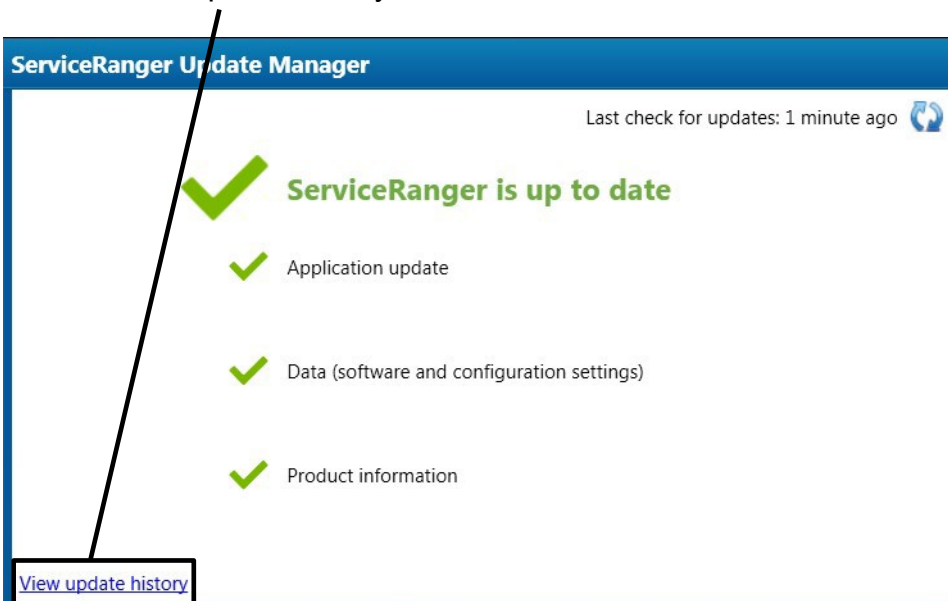 ServiceRanger Update Manager
Last check for updates: 1 minute ago
ServiceRanger is up to date
Application update
Data (software and configuration settings)
Product information
View update history